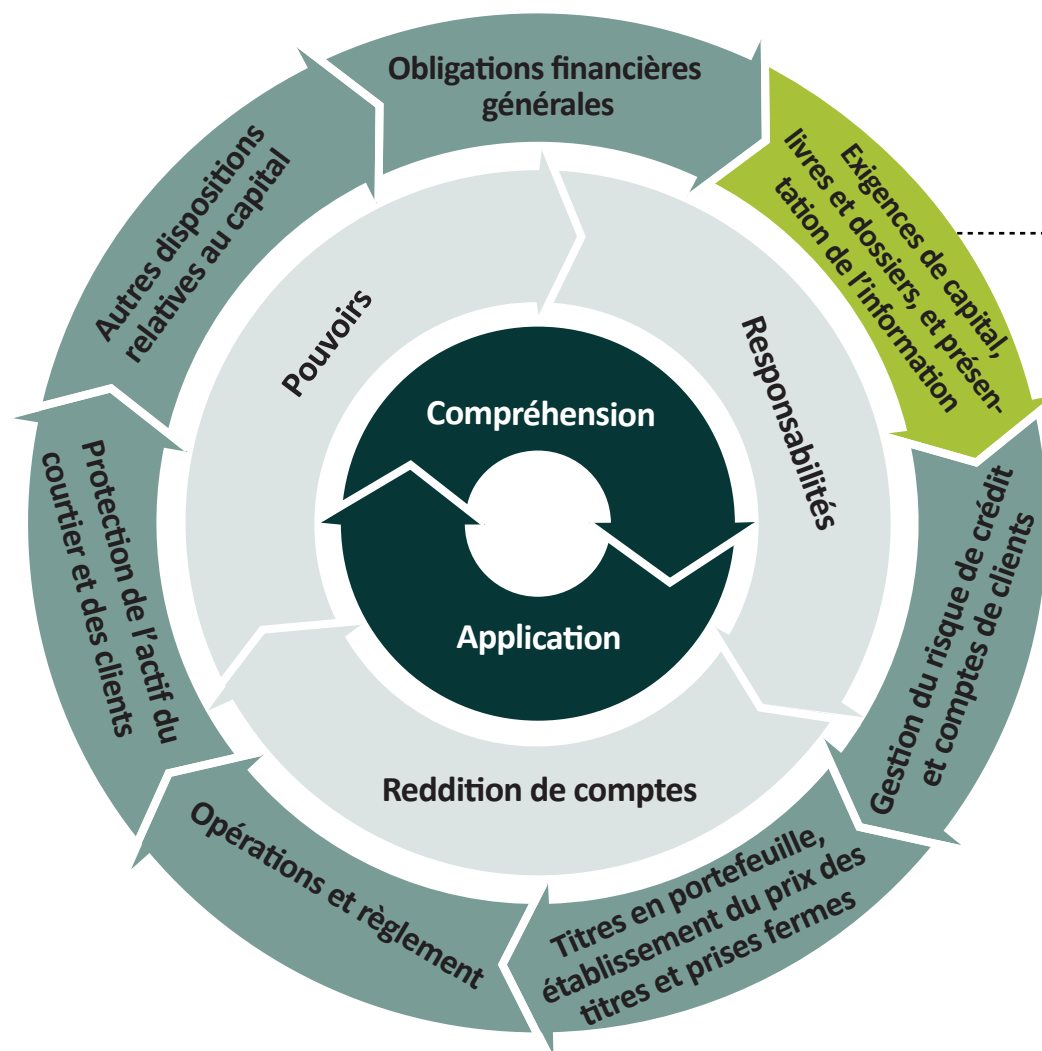 Obligations financières
générales
Exigences de capital,
livres et dossiers, et présen-
tation de l'information
Gestion du risque de crédit
et comptes de clients
Titres en portefeuille,
établissement du prix des
titres et prises fermes
Opérations et règlement
Protection de l'actif du
courtier et des clients
Autres dispositions
relatives au capital
Pouvoirs
Responsabilités
Reddition de comptes
Compréhension
Application